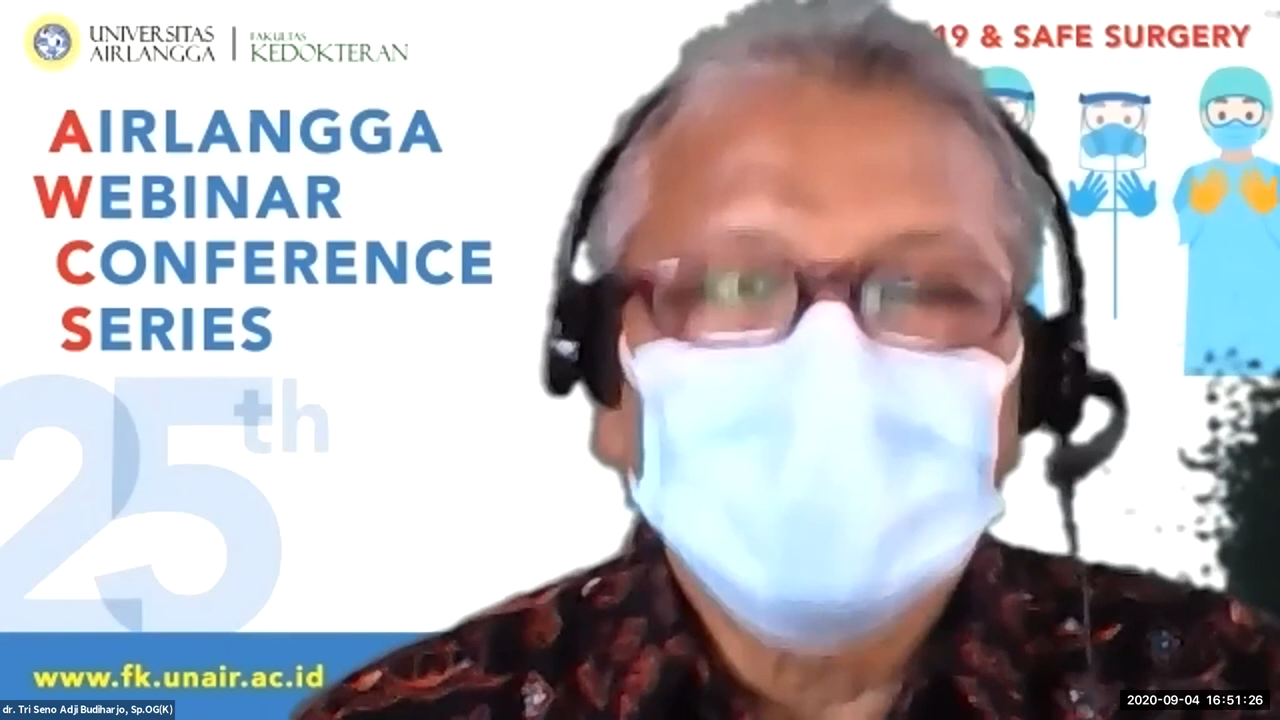 UNIVERSITAS
AIRLANGGA
FAKULTAS
KEDOKTERAN
19 & SAFE SURGERY
AIRLANGGA
WEBINAR
CONFERENCE
SERIES
25th
www.fk.unair.ac.id
dr. Tri Seno Adji Budiharjo, Sp.OG(K)
2020-09-04 16:51:26